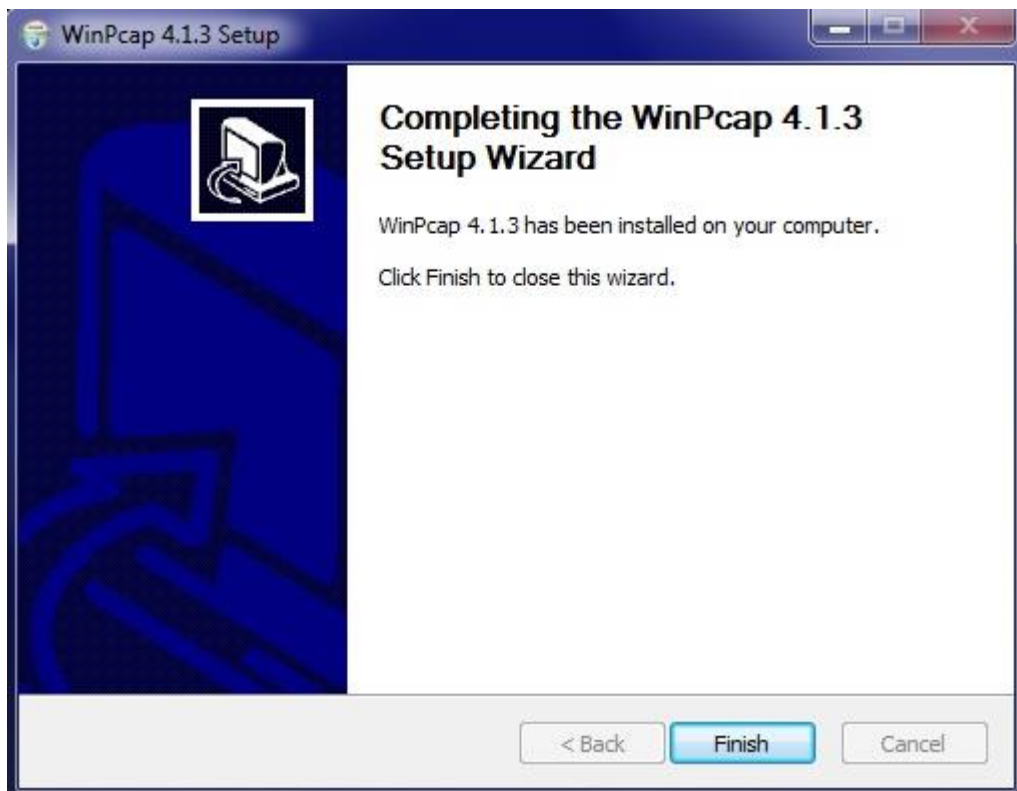 WinPcap 4.1.3 Setup
Completing the WinPcap 4.1.3
Setup Wizard
WinPcap 4.1.3 has been installed on your computer.
Click Finish to close this wizard.
< Back
Finish
Cancel